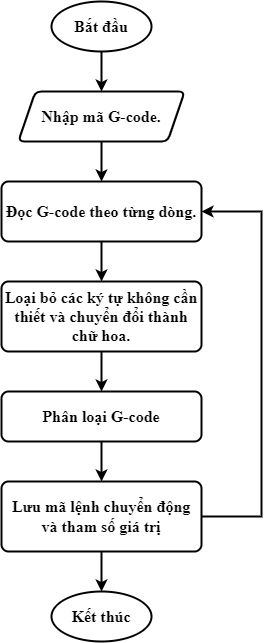 Bắt đầu
Nhập mã G-code.
Đọc G-code theo từng dòng.
Loại bỏ các ký tự không cần
thiết và chuyển đổi thành
chữ hoa.
Phân loại G-code
Lưu mã lệnh chuyển động
và tham số giá trị
Kết thúc